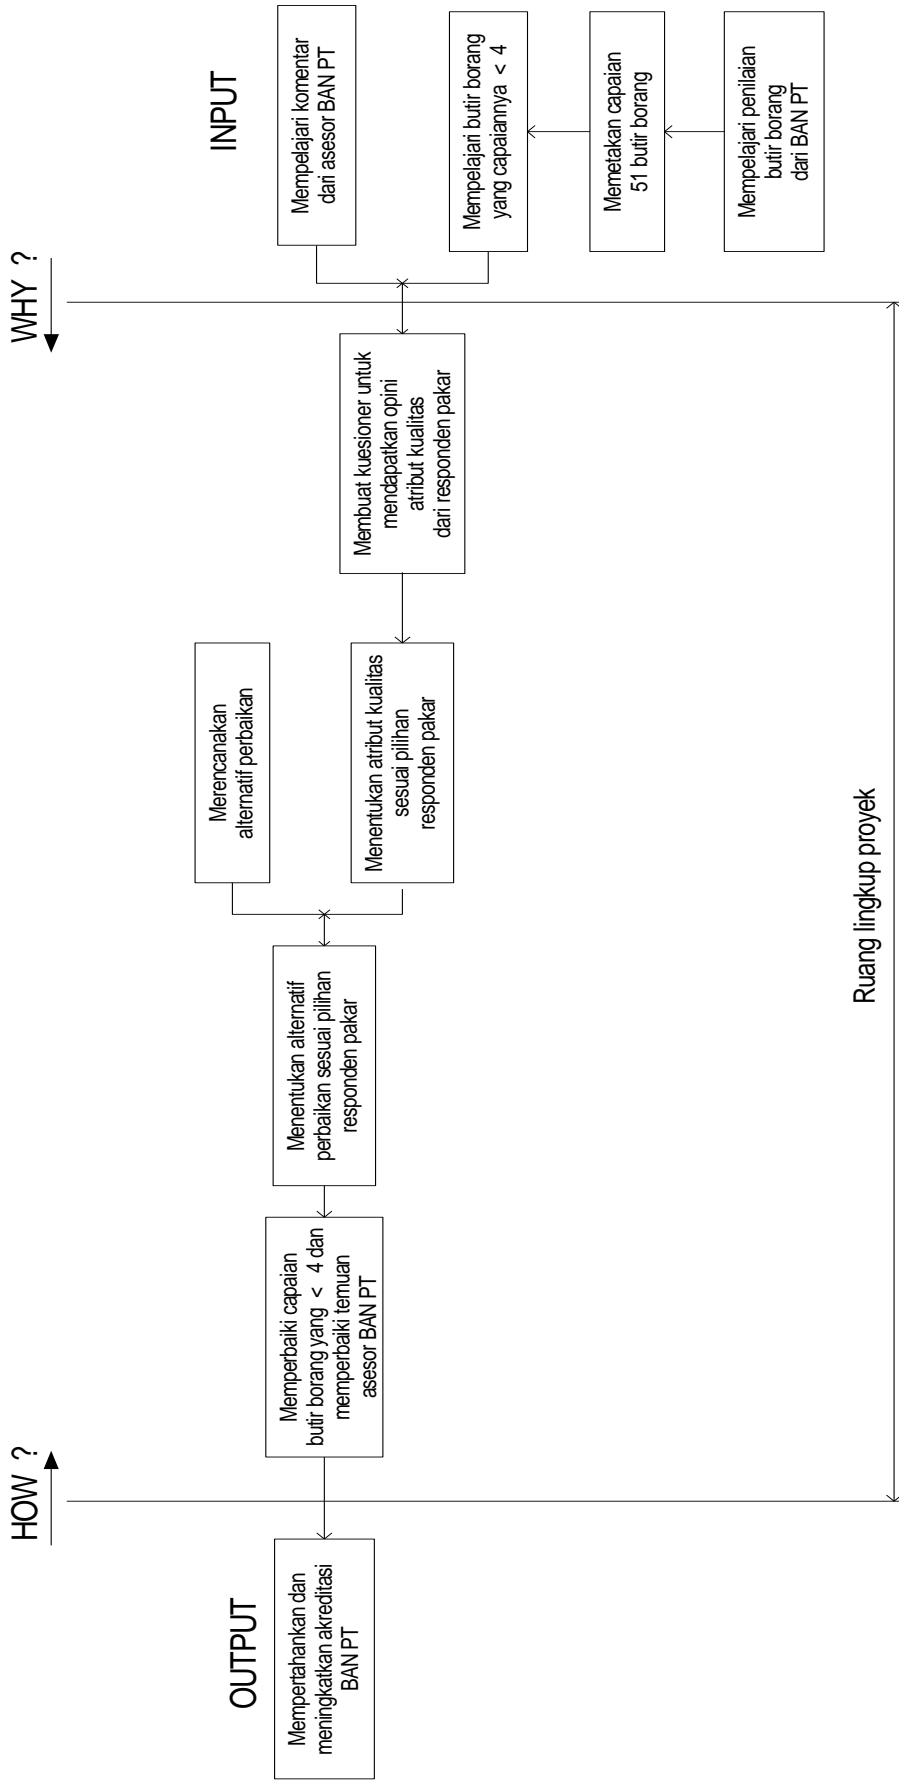 HOW ?
WHY ?
OUTPUT
INPUT
Mempertahankan dan
meningkatkan akreditasi
BAN PT
Memperbaiki capaian
butir borang yang < 4 dan
memperbaiki temuan
asesor BAN PT
Menentukan alternatif
perbaikan sesuai pilihan
responden pakar
Merencanakan
alternatif perbaikan
Menentukan atribut kualitas
sesuai pilihan
responden pakar
Membuat kuesioner untuk
mendapatkan opini
atribut kualitas
dari responden pakar
Mempelajari komentar
dari asesor BAN PT
Mempelajari butir borang
yang capaiannya < 4
Memetakan capaian
51 butir borang
Mempelajari penilaian
butir borang
dari BAN PT
Ruang lingkup proyek